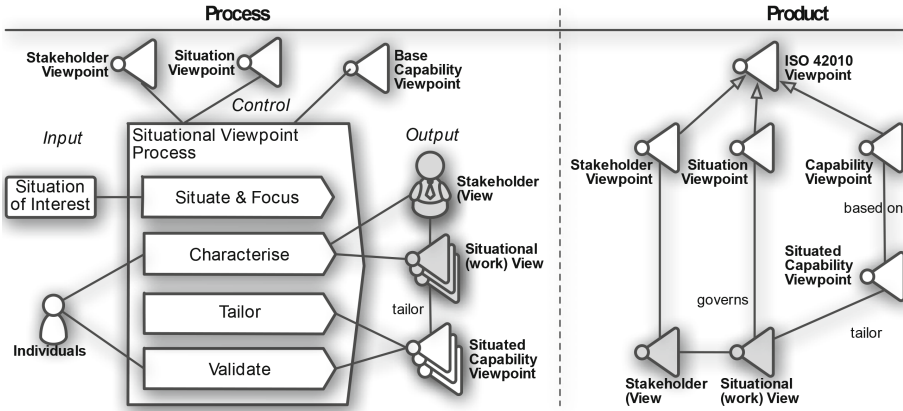 Process
Stakeholder
Viewpoint
Situation
Viewpoint
Base
Capability
Viewpoint
Control
Input
Output
Situational Viewpoint
Process
Situation
of Interest
Situate & Focus
Stakeholder
(View
Characterise
Situational
(work) View
Tailor
tailor
Individuals
Validate
Situated
Capability
Viewpoint
Product
ISO 42010
Viewpoint
Stakeholder
Viewpoint
Situation
Viewpoint
Capability
Viewpoint
based on
Situated
Capability
Viewpoint
governs
tailor
Stakeholder
(View
Situational
(work) View